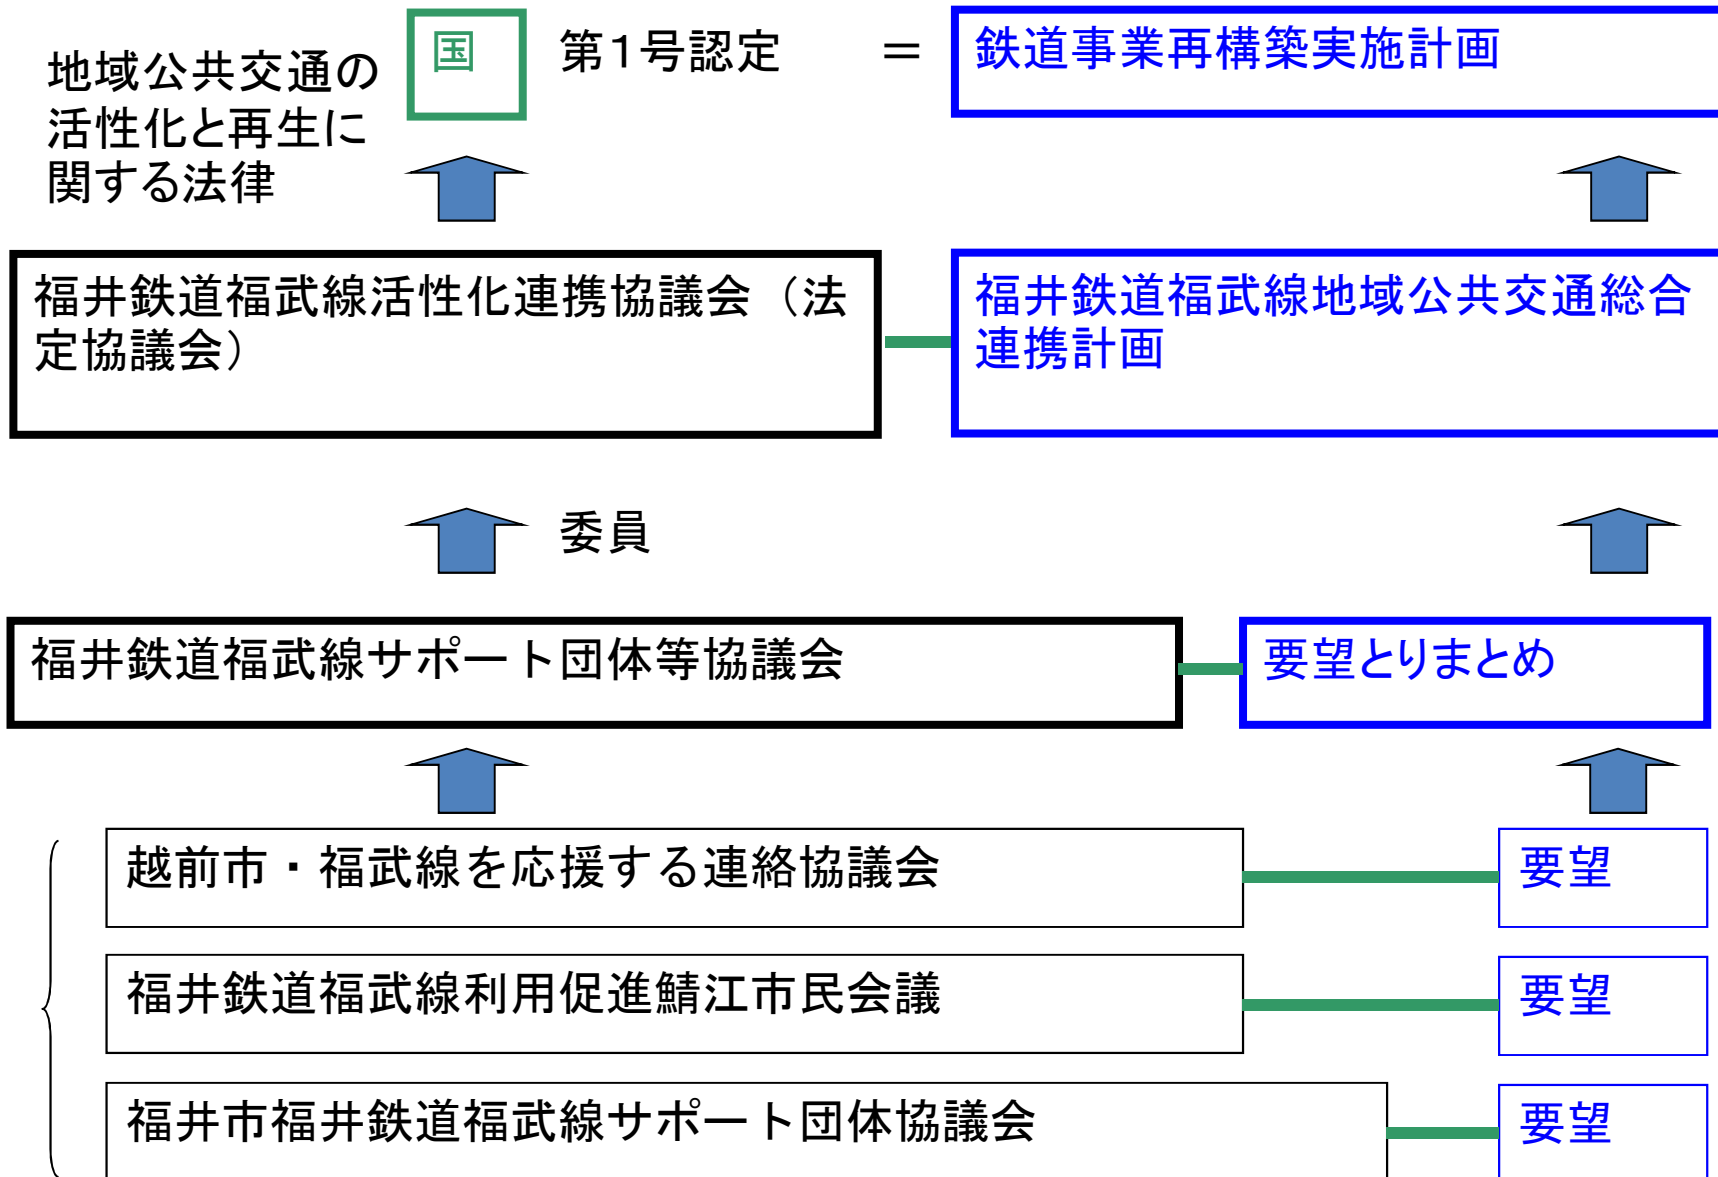 地域公共交通の
活性化と再生に
関する法律
国
第1号認定
＝
鉄道事業再構築実施計画
福井鉄道福武線活性化連携協議会（法
定協議会）
福井鉄道福武線地域公共交通総合
連携計画
委員
福井鉄道福武線サポート団体等協議会
要望とりまとめ
越前市・福武線を応援する連絡協議会
要望
福井鉄道福武線利用促進鯖江市民会議
要望
福井市福井鉄道福武線サポート団体協議会
要望